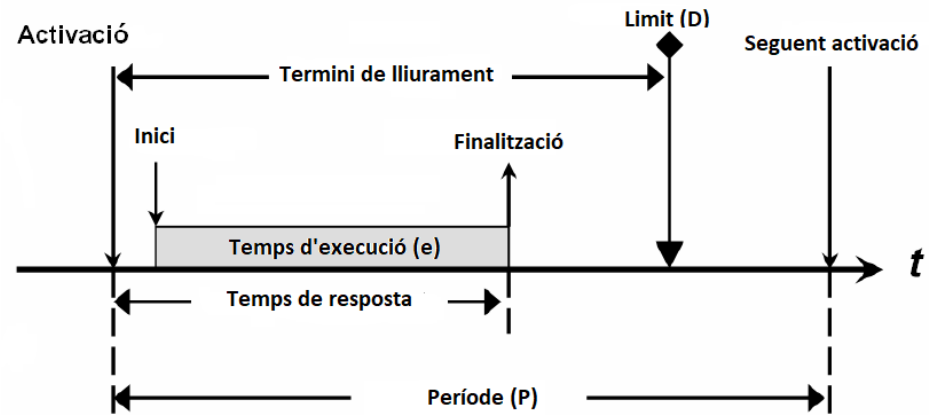 Limit (D)
Activació
Seguent activació
Termini de lliurament
Inici
Finalització
Temps d'execució (e)
t
Temps de resposta
Període (P)